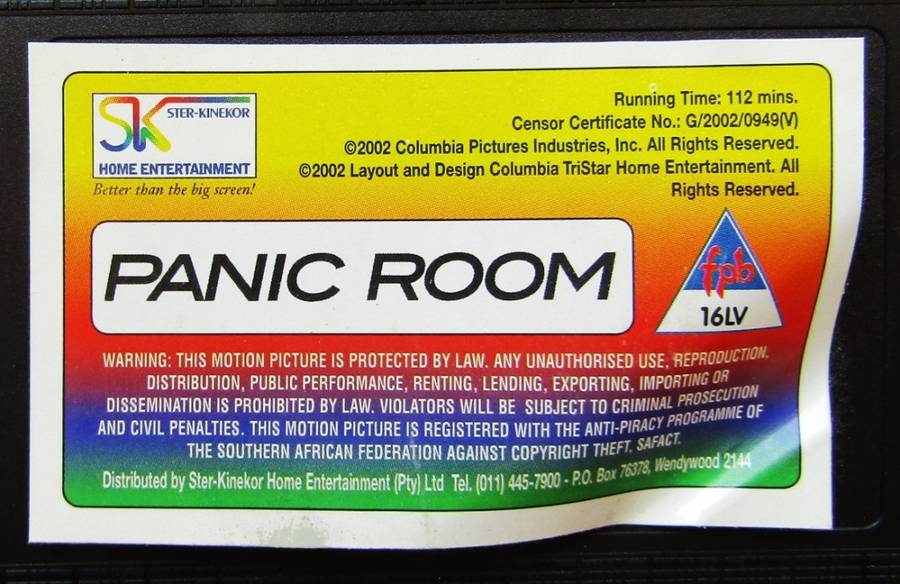 SK STER-KINEKOR
HOME ENTERTAINMENT
Better than the big screen!
Running Time: 112 mins.
Censor Certificate No.: G/2002/0949(V)
©2002 Columbia Pictures Industries, Inc. All Rights Reserved.
©2002 Layout and Design Columbia TriStar Home Entertainment. All
Rights Reserved.
PANIC ROOM
fpb
16LV
WARNING: THIS MOTION PICTURE IS PROTECTED BY LAW. ANY UNAUTHORISED USE, REPRODUCTION,
DISTRIBUTION, PUBLIC PERFORMANCE, RENTING, LENDING, EXPORTING, IMPORTING OR
DISSEMINATION IS PROHIBITED BY LAW. VIOLATORS WILL BE SUBJECT TO CRIMINAL PROSECUTION
AND CIVIL PENALTIES. THIS MOTION PICTURE IS REGISTERED WITH THE ANTI-PIRACY PROGRAMME OF
THE SOUTHERN AFRICAN FEDERATION AGAINST COPYRIGHT THEFT, SAFACT.
Distributed by Ster-Kinekor Home Entertainment (Pty) Ltd Tel. (011) 445-7900 - P.O. Box 76378, Wendywood 2144